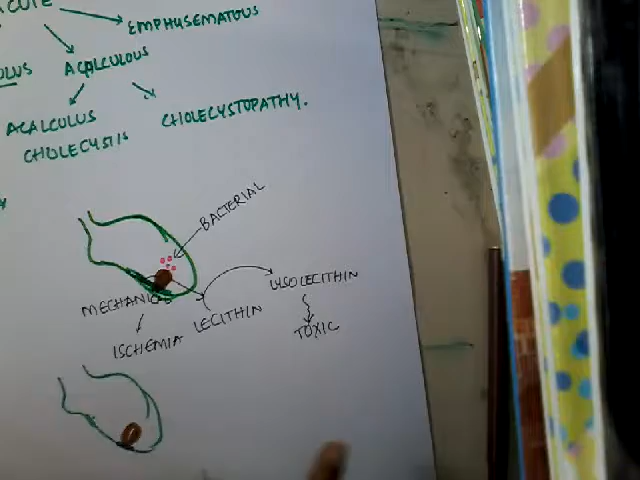 EMPHUSEMATOUS
ACALCULOUS
ACALCULUS
CHOLECYSTIS
CHOLECYSTOPATHY.
BACTERIAL
MECHANICAL
LECITHIN
LYSOLECITHIN
ISCHEMIA
TOXIC